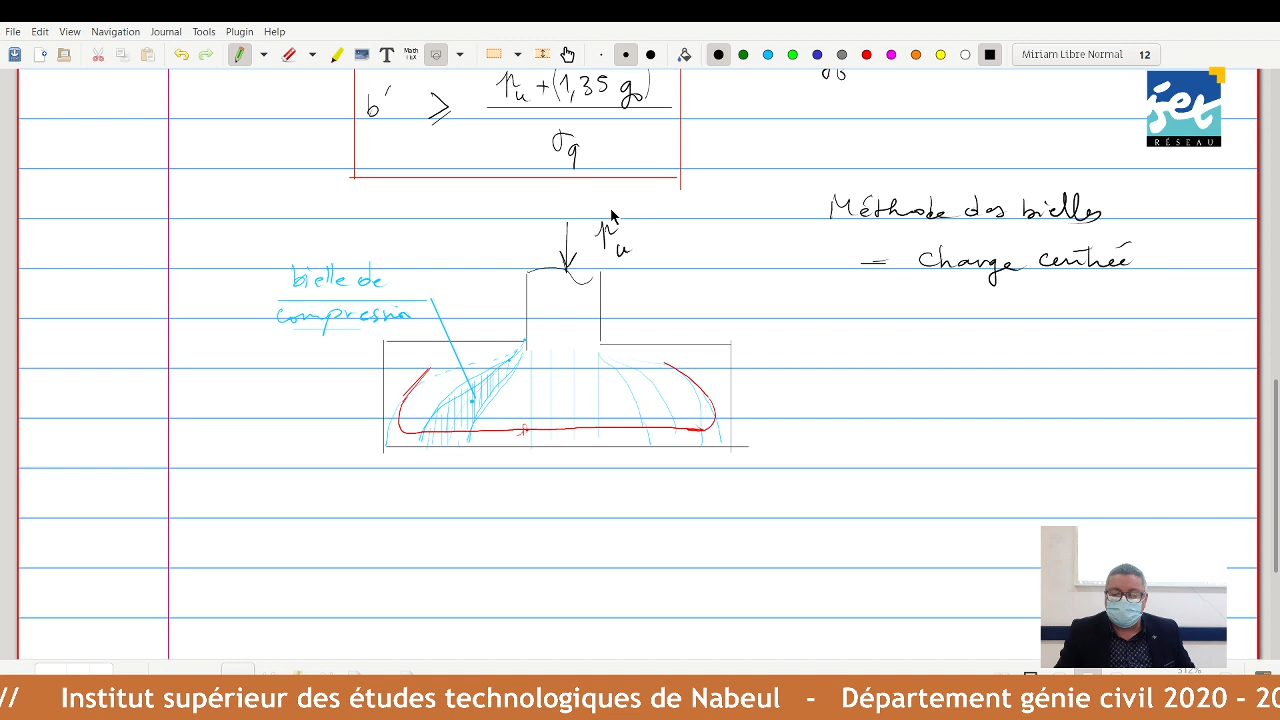 File Edit View Navigation Journal Tools Plugin Help
Miriam Libre Normal 12
b' ⩾ pu + (1,35 g0) / σq
iset
RÉSEAU
Méthode des bielles
- Charge centrée
pu
bielle de
compression
// Institut supérieur des études technologiques de Nabeul - Département génie civil 2020 - 20